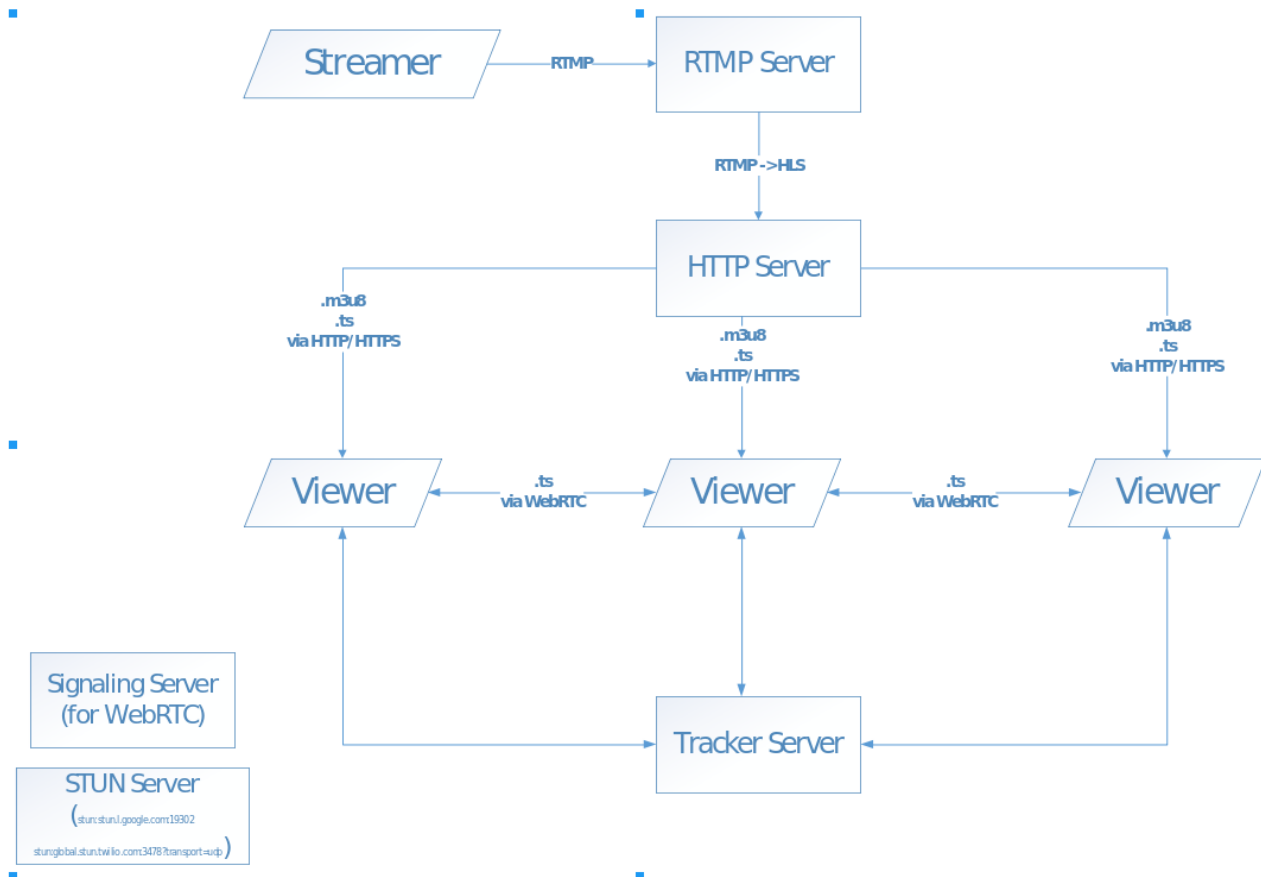 Streamer
RTMP
RTMP Server
RTMP ->HLS
HTTP Server
.m3u8
.ts
via HTTP/HTTPS
.m3u8
.ts
via HTTP/HTTPS
.m3u8
.ts
via HTTP/HTTPS
Viewer
.ts
via WebRTC
Viewer
.ts
via WebRTC
Viewer
Signaling Server
(for WebRTC)
Tracker Server
STUN Server
(stun:stun.l.google.com:19302
stun:global.stun.twilio.com:3478?transport=udp)